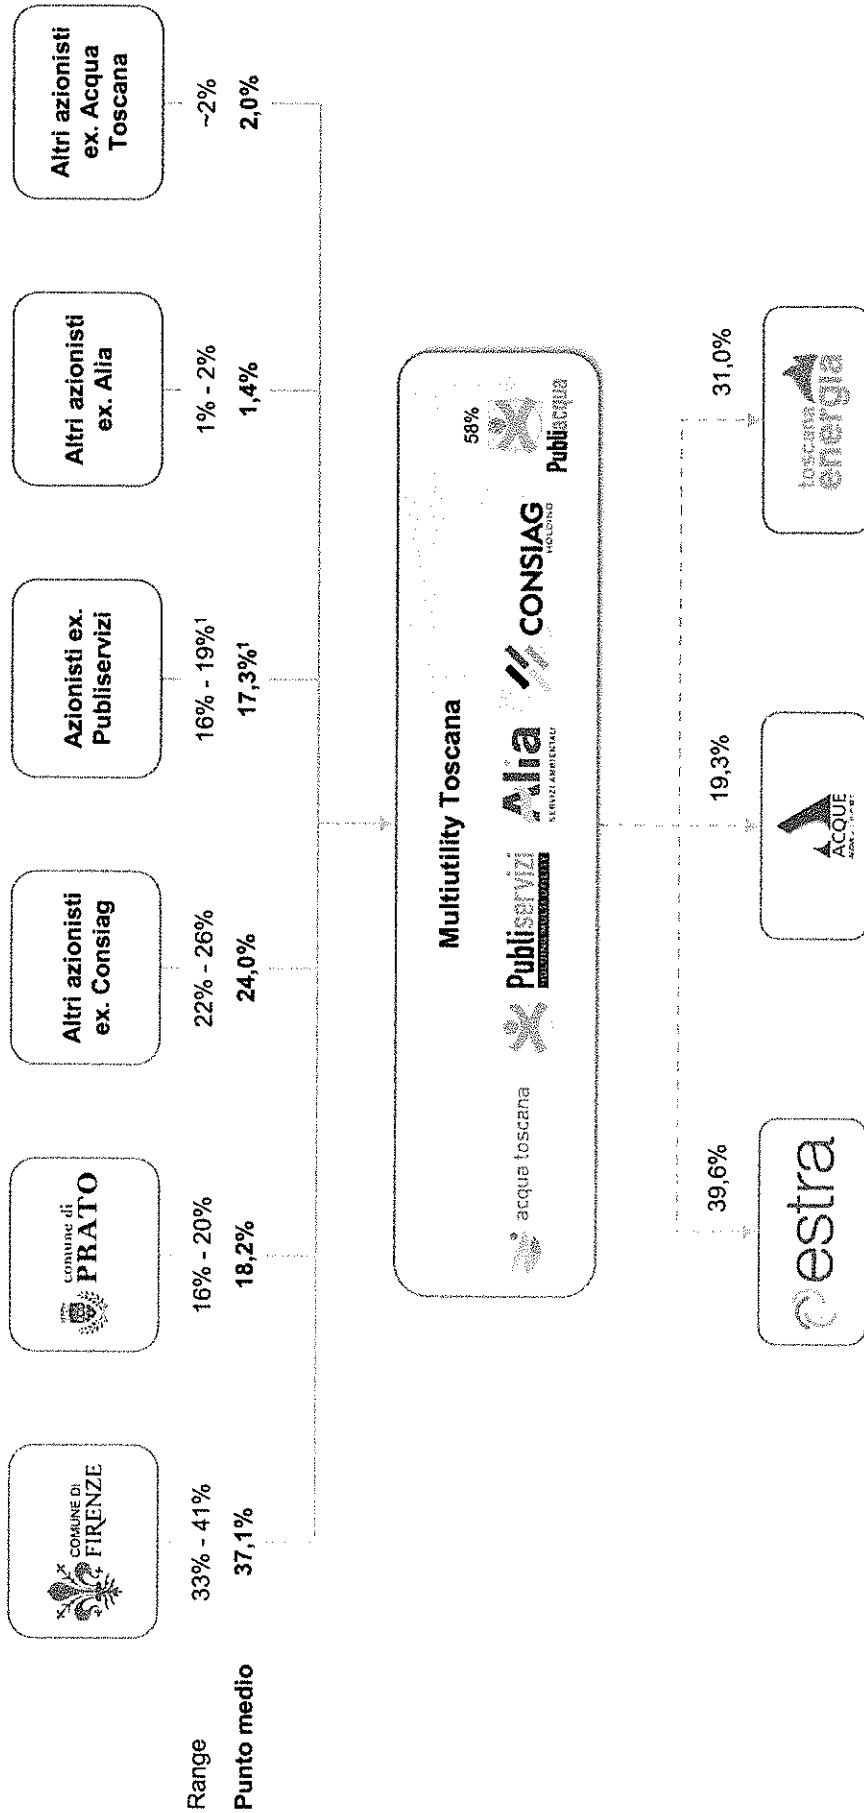 COMUNE DI
FIRENZE
comune di
PRATO
Altri azionisti
ex. Consiag
Azionisti ex.
Publiservizi
Altri azionisti
ex. Alia
Altri azionisti
ex. Acqua
Toscana
Range
33% - 41%
16% - 20%
22% - 26%
16% - 19%¹
1% - 2%
~2%
Punto medio
37,1%
18,2%
24,0%
17,3%¹
1,4%
2,0%
Multiutility Toscana
acqua toscana
Publiservizi
Alia
SERVIZI AMBIENTALI
CONSIAG
HOLDING
58%
Publiacqua
39,6%
19,3%
31,0%
estra
ACQUE
toscana
energia